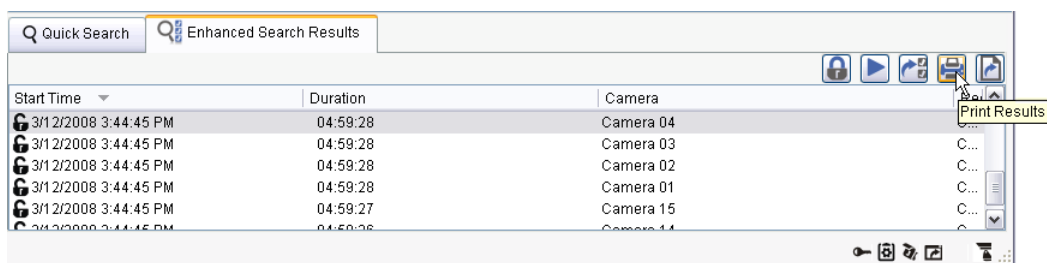 Quick Search Enhanced Search Results
Start Time Duration Camera
Print Results
3/12/2008 3:44:45 PM 04:59:28 Camera 04
3/12/2008 3:44:45 PM 04:59:28 Camera 03 C...
3/12/2008 3:44:45 PM 04:59:28 Camera 02 C...
3/12/2008 3:44:45 PM 04:59:28 Camera 01 C...
3/12/2008 3:44:45 PM 04:59:27 Camera 15 C...